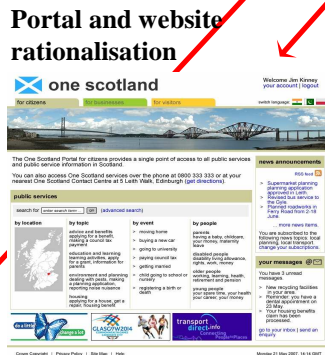 Portal and website
rationalisation
one scotland
Welcome Jim Kinney
your account | logout
for citizens
for businesses
for visitors
switch language:
The One Scotland Portal for citizens provides a single point of access to all public services
and public service information in Scotland.
You can also access One Scotland services over the phone at 0800 333 333 or at your
nearest One Scotland Contact Centre at 5 Leith Walk, Edinburgh (get directions).
public services
search for
enter search item
go
(advanced search)
by location
by topic
advice and benefits
applying for a benefit,
making a council tax
payment
education and learning
learning activities, apply
for a grant, information for
parents
environment and planning
dealing with pests, making
a planning application,
reporting noise nuisance
housing
applying for a house, get a
repair, housing benefit
by event
moving home
buying a new car
going to university
paying council tax
getting married
child going to school or
nursery
registering a birth or
death
by people
parents
having a baby, childcare,
your money, maternity
leave
disabled people
disability living allowance,
rights, work, money
older people
working, learning, health,
retirement and pension
young people
your spare time, your health
your career, your money
news announcements
RSS feed
Supermarket planning
planning application
approved in Leith.
Revised bus service to
the Gyle.
Planned roadworks in
Ferry Road from 2-18
June.
... more news items.
You are subscribed to the
following news topics: local
planning, local transport
change your subscriptions.
your messages
You have 3 unread
messages.
New recycling facilities
in your area.
Reminder: you have a
dental appointment on
23 May
Your housing benefits
claim has been
processed.
go to your inbox | send an
enquiry.
do a little
change a lot
GLASGOW2014
transport
direct.info
Connecting People to Places
Crown Copyright | Privacy Policy | Site Map | Help
Monday 21 May 2007, 14:14 GMT